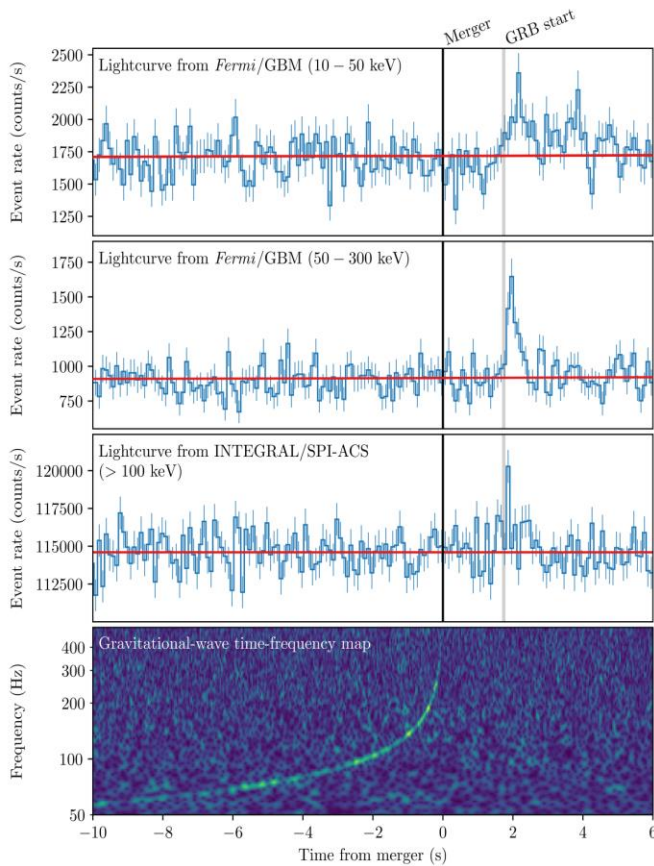 Merger
GRB start
Lightcurve from Fermi/GBM (10 − 50 keV)
Event rate (counts/s)
2500
2250
2000
1750
1500
1250
Lightcurve from Fermi/GBM (50 − 300 keV)
Event rate (counts/s)
1750
1500
1250
1000
750
Lightcurve from INTEGRAL/SPI-ACS
(> 100 keV)
Event rate (counts/s)
120000
117500
115000
112500
Gravitational-wave time-frequency map
Frequency (Hz)
400
300
200
100
50
−10 −8 −6 −4 −2 0 2 4 6
Time from merger (s)